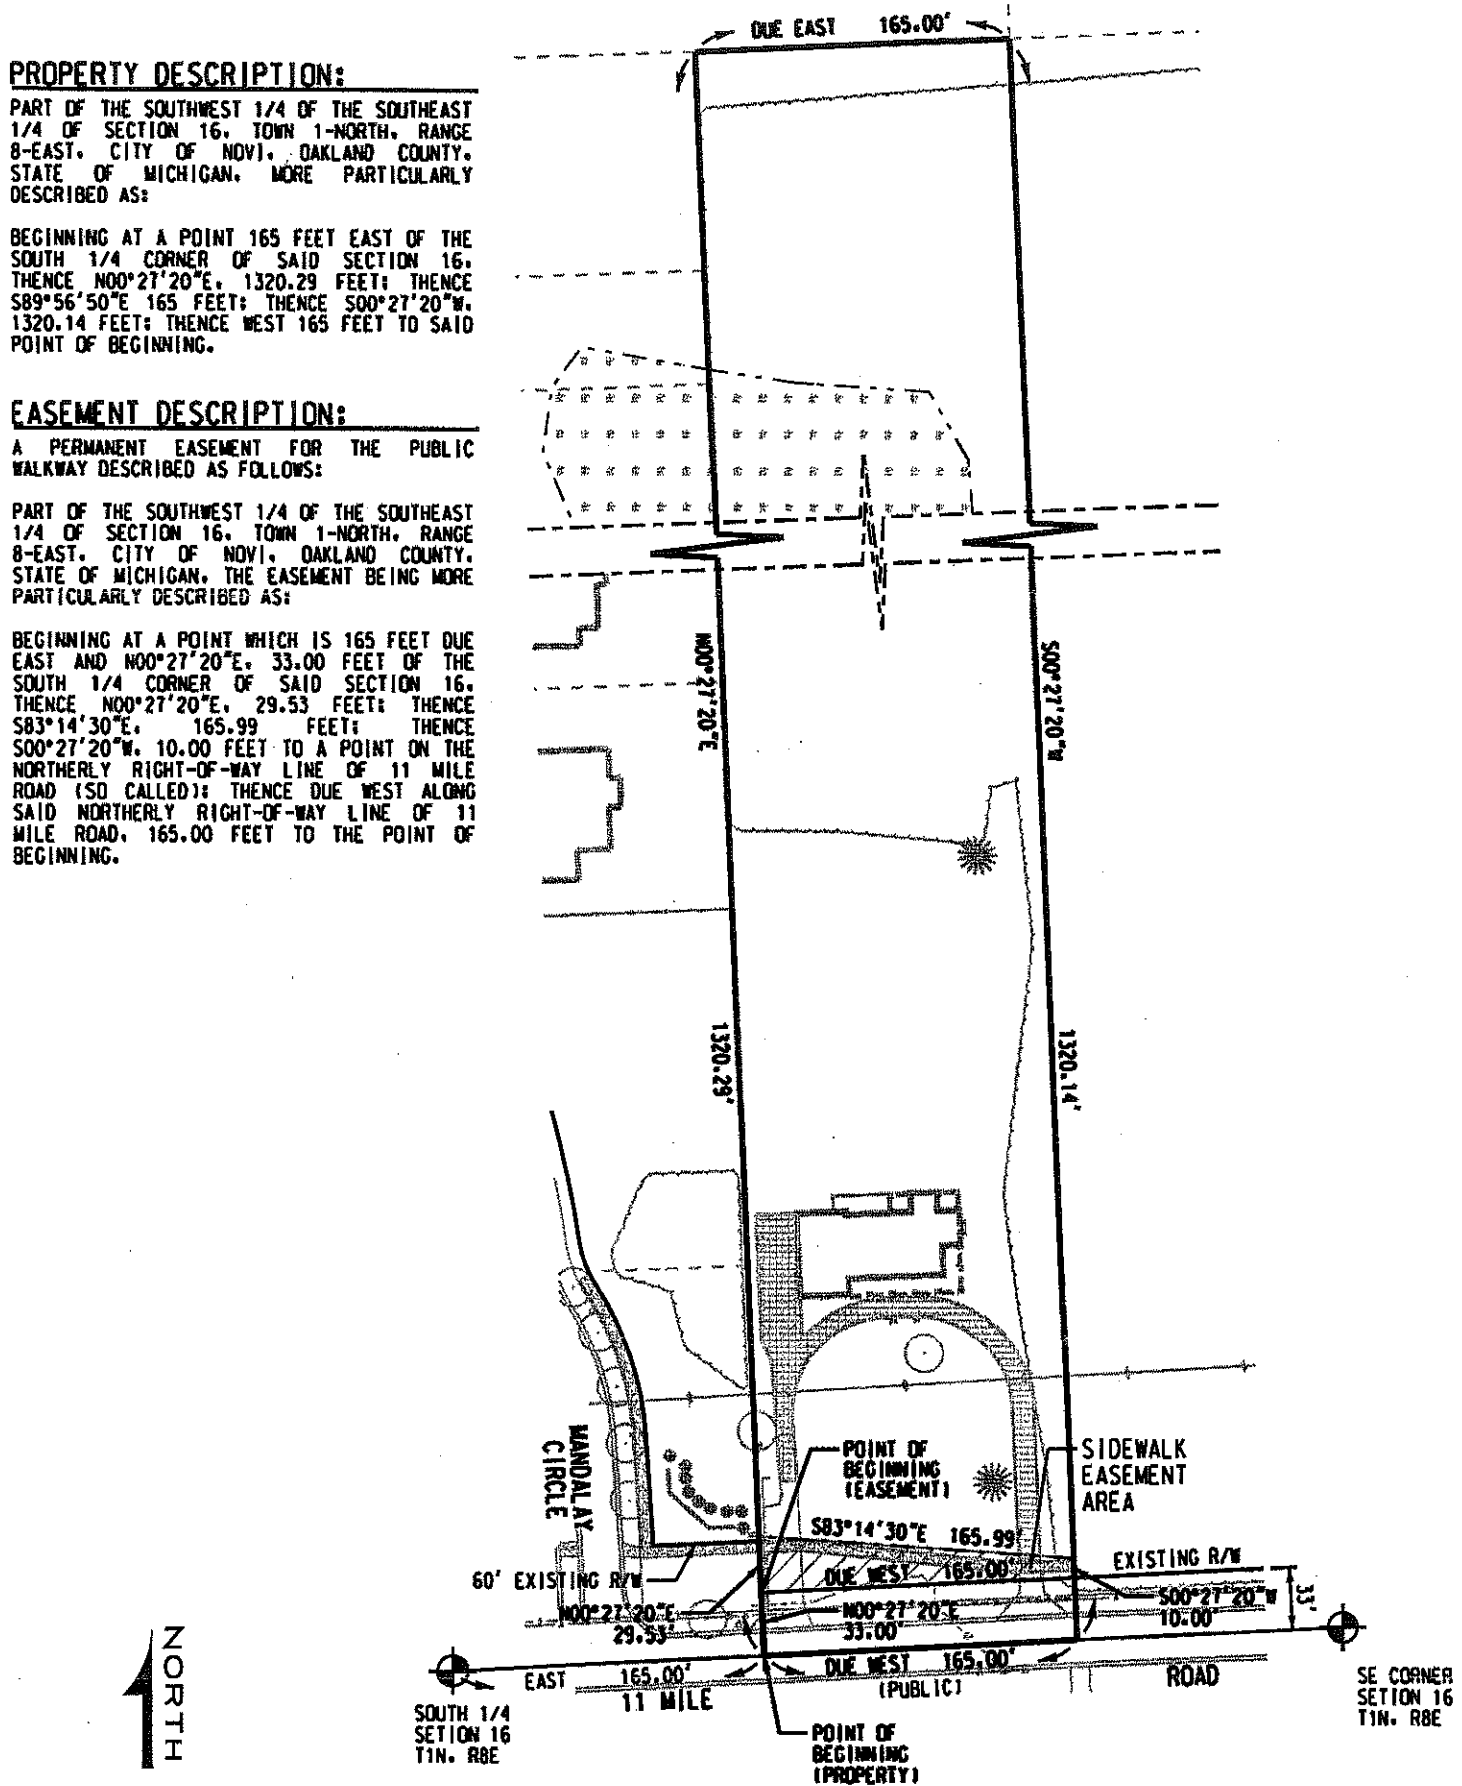 PROPERTY DESCRIPTION:
PART OF THE SOUTHWEST 1/4 OF THE SOUTHEAST
1/4 OF SECTION 16. TOWN 1-NORTH. RANGE
8-EAST. CITY OF NOVI. OAKLAND COUNTY.
STATE OF MICHIGAN. MORE PARTICULARLY
DESCRIBED AS:
BEGINNING AT A POINT 165 FEET EAST OF THE
SOUTH 1/4 CORNER OF SAID SECTION 16.
THENCE N00°27'20"E. 1320.29 FEET: THENCE
S89°56'50"E 165 FEET: THENCE S00°27'20"W.
1320.14 FEET: THENCE WEST 165 FEET TO SAID
POINT OF BEGINNING.
EASEMENT DESCRIPTION:
A PERMANENT EASEMENT FOR THE PUBLIC
WALKWAY DESCRIBED AS FOLLOWS:
PART OF THE SOUTHWEST 1/4 OF THE SOUTHEAST
1/4 OF SECTION 16. TOWN 1-NORTH. RANGE
8-EAST. CITY OF NOVI. OAKLAND COUNTY.
STATE OF MICHIGAN. THE EASEMENT BEING MORE
PARTICULARLY DESCRIBED AS:
BEGINNING AT A POINT WHICH IS 165 FEET DUE
EAST AND N00°27'20"E. 33.00 FEET OF THE
SOUTH 1/4 CORNER OF SAID SECTION 16.
THENCE N00°27'20"E. 29.53 FEET: THENCE
S83°14'30"E. 165.99 FEET: THENCE
S00°27'20"W. 10.00 FEET TO A POINT ON THE
NORTHERLY RIGHT-OF-WAY LINE OF 11 MILE
ROAD (SO CALLED): THENCE DUE WEST ALONG
SAID NORTHERLY RIGHT-OF-WAY LINE OF 11
MILE ROAD. 165.00 FEET TO THE POINT OF
BEGINNING.
DUE EAST 165.00'
N00°27'20"E
S00°27'20"W
1320.29'
1320.14'
MANDALAY
CIRCLE
POINT OF
BEGINNING
(EASEMENT)
SIDEWALK
EASEMENT
AREA
S83°14'30"E 165.99'
EXISTING R/W
DUE WEST 165.00'
60' EXISTING R/W
N00°27'20"E
29.53'
N00°27'20"E
33.00'
S00°27'20"W
10.00'
33'
EAST 165.00'
DUE WEST 165.00'
11 MILE
(PUBLIC)
ROAD
SOUTH 1/4
SETION 16
T1N. R8E
SE CORNER
SETION 16
T1N. R8E
POINT OF
BEGINNING
(PROPERTY)
NORTH